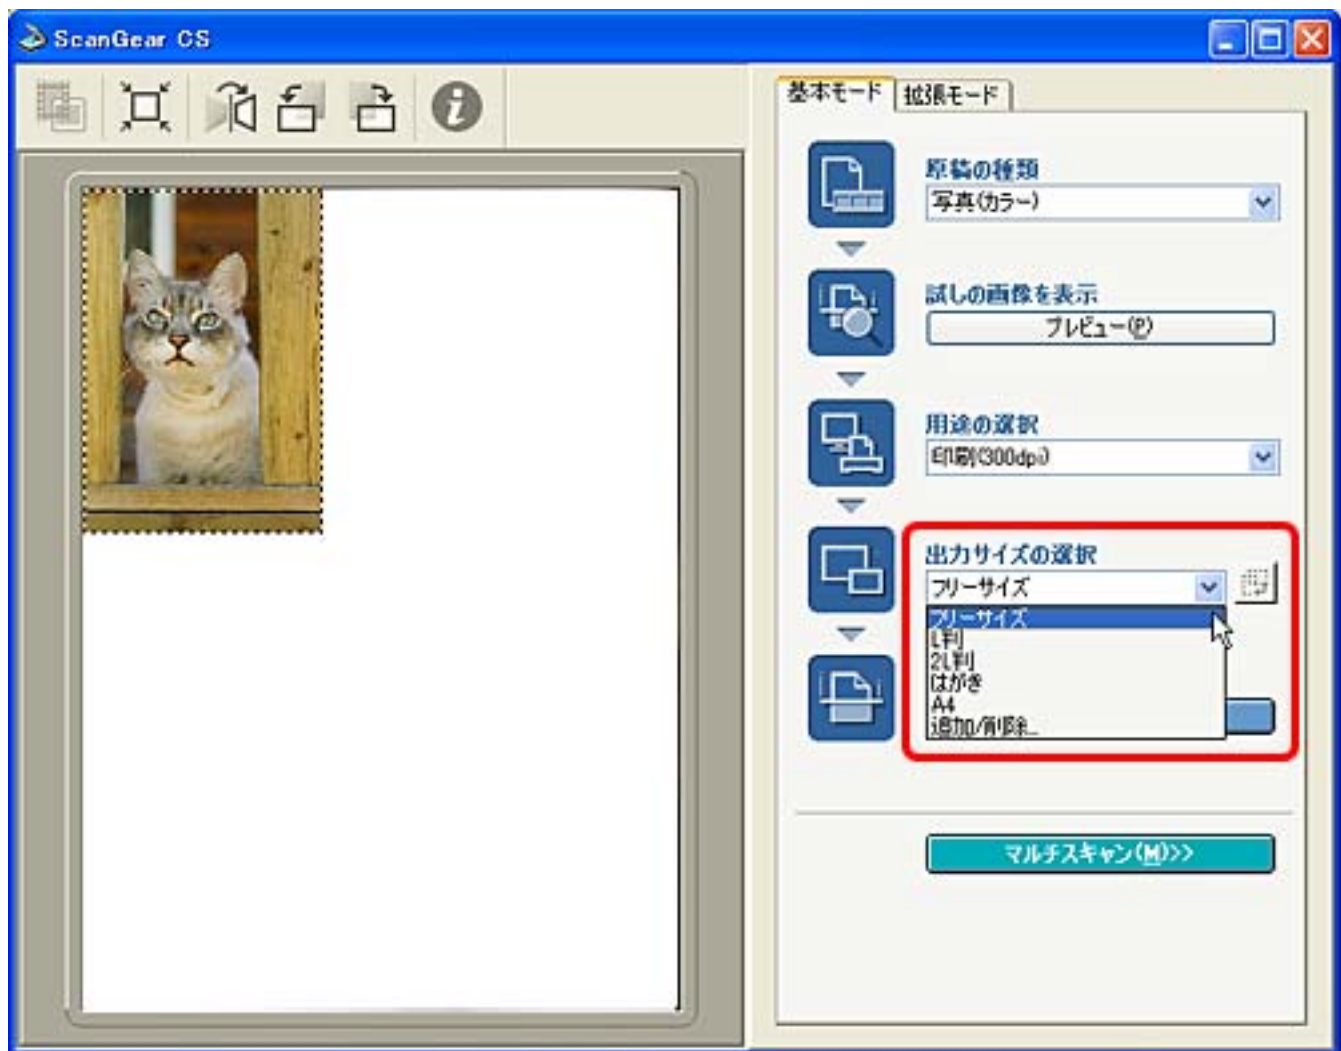 ScanGear CS
基本モード
拡張モード
原稿の種類
写真(カラー)
試しの画像を表示
プレビュー(P)
用途の選択
印刷(300dpi)
出力サイズの選択
フリーサイズ
フリーサイズ
L判
2L判
はがき
A4
追加/削除...
マルチスキャン(M)>>